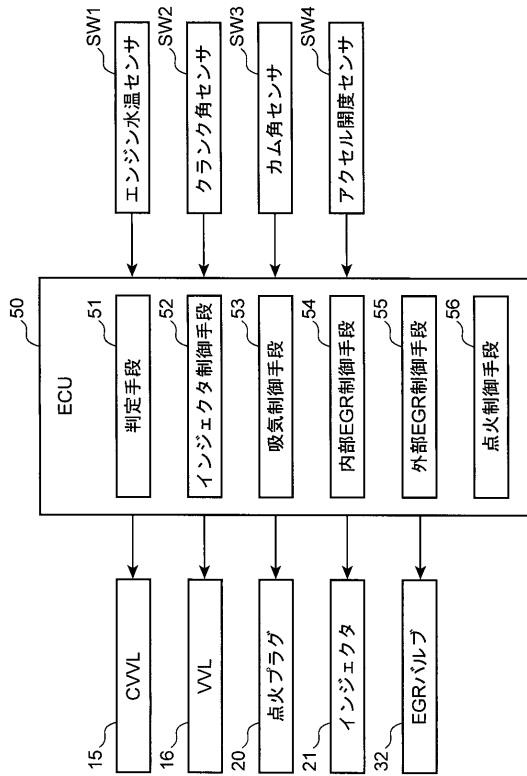 SW1
エンジン水温センサ
SW2
クランク角センサ
SW3
カム角センサ
SW4
アクセル開度センサ
50
ECU
51
判定手段
52
インジェクタ制御手段
53
吸気制御手段
54
内部EGR制御手段
55
外部EGR制御手段
56
点火制御手段
15
CVVL
16
VVL
20
点火プラグ
21
インジェクタ
32
EGRバルブ